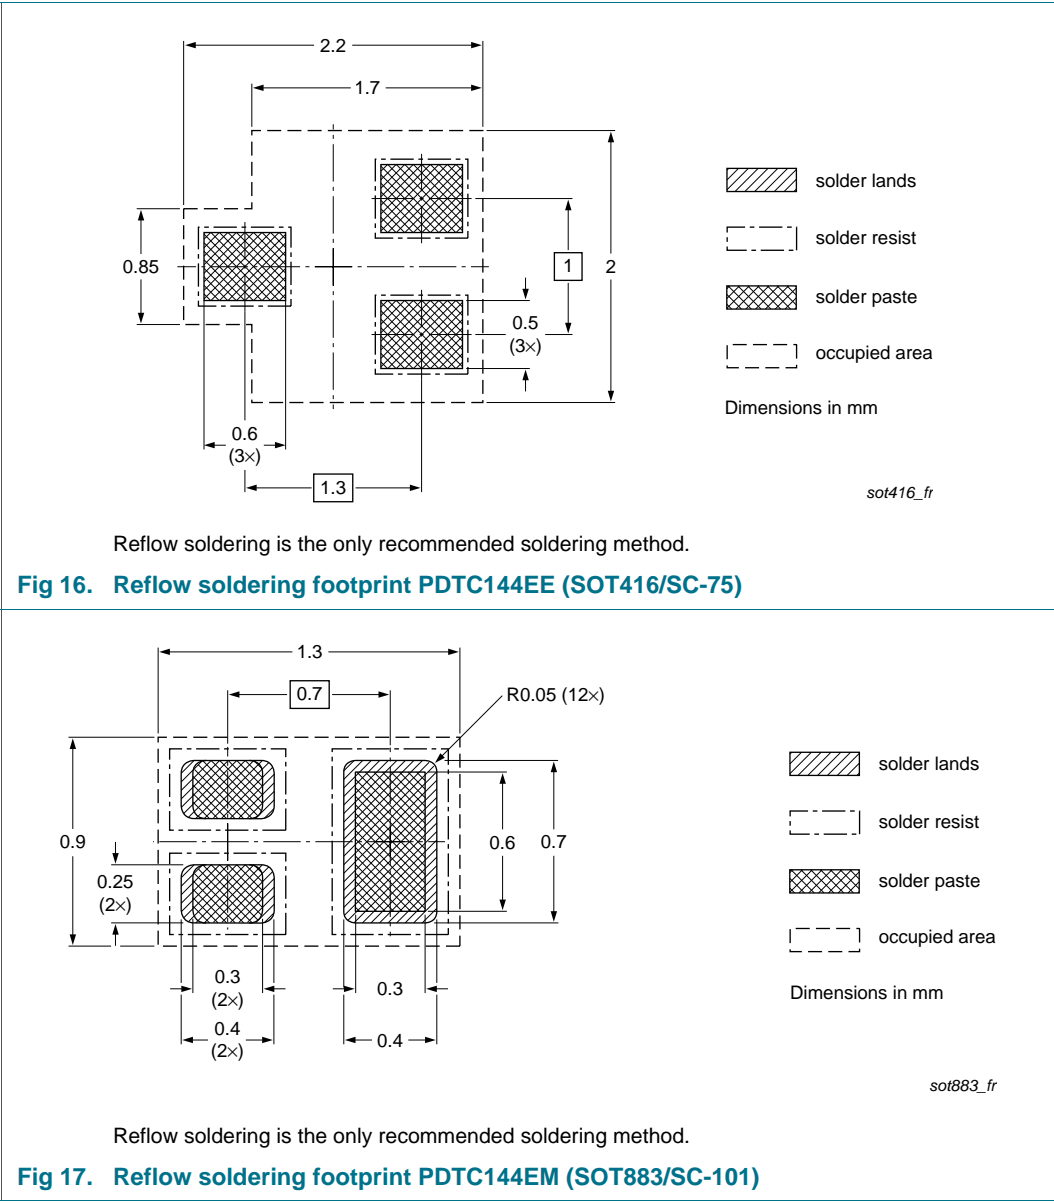 2.2
1.7
0.85
1
2
0.5
(3×)
0.6
(3×)
1.3
solder lands
solder resist
solder paste
occupied area
Dimensions in mm
sot416_fr
Reflow soldering is the only recommended soldering method.
Fig 16. Reflow soldering footprint PDTC144EE (SOT416/SC-75)
1.3
0.7
R0.05 (12×)
0.9
0.25
(2×)
0.6
0.7
0.3
(2×)
0.3
0.4
(2×)
0.4
solder lands
solder resist
solder paste
occupied area
Dimensions in mm
sot883_fr
Reflow soldering is the only recommended soldering method.
Fig 17. Reflow soldering footprint PDTC144EM (SOT883/SC-101)